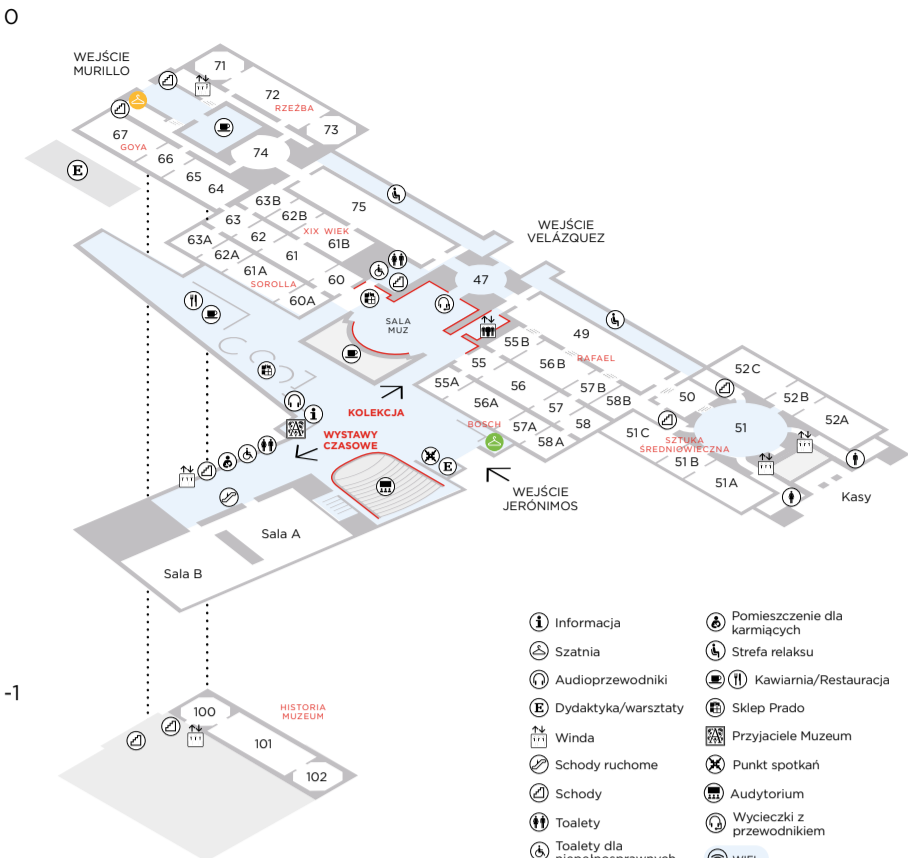 0
WEJŚCIE
MURILLO
71
72
RZEŹBA
73
74
67
GOYA
66
65
64
E
63B
62B
75
XIX WIEK
61B
63
62
61
60
63A
62A
61A
SOROLLA
60A
WEJŚCIE
VELÁZQUEZ
47
SALA
MUZ
49
RAFAEL
55B
56B
57B
58B
55
56
57
58
55A
56A
57A
58A
BOSCH
50
51
52C
52B
52A
51C
SZTUKA
ŚREDNIOWIECZNA
51B
51A
Kasy
KOLEKCJA
WYSTAWY
CZASOWE
i
E
WEJŚCIE
JERÓNIMOS
Sala A
Sala B
-1
HISTORIA
MUZEUM
100
101
102
i Informacja
Szatnia
Audioprzewodniki
E Dydaktyka/warsztaty
Winda
Schody ruchome
Schody
Toalety
Toalety dla
niepełnosprawnych
Pomieszczenie dla
karmiących
Strefa relaksu
Kawiarnia/Restauracja
Sklep Prado
Przyjaciele Muzeum
Punkt spotkań
Audytorium
Wycieczki z
przewodnikiem
WIFI